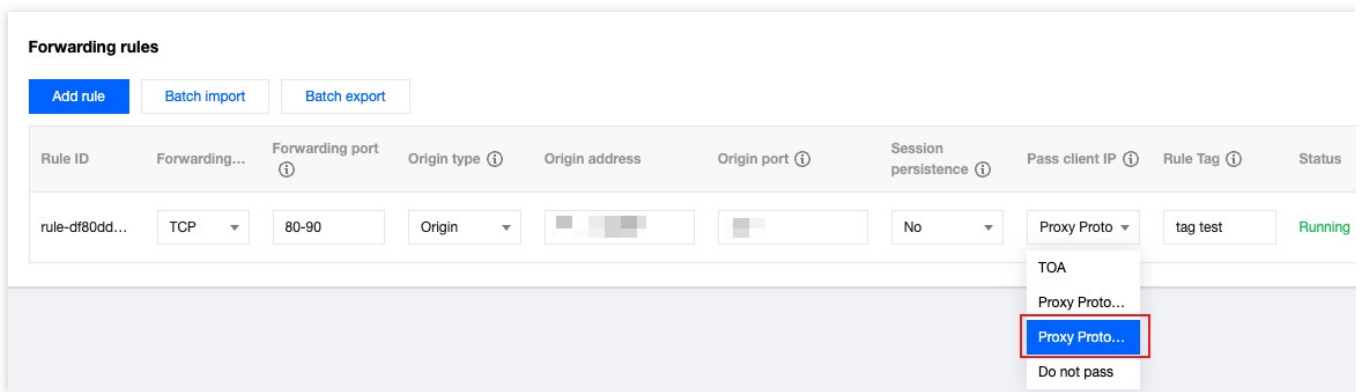 Forwarding rules
Add rule Batch import Batch export
Rule ID Forwarding... Forwarding port Origin type Origin address Origin port Session persistence Pass client IP Rule Tag Status
rule-df80dd... TCP 80-90 Origin No Proxy Proto tag test Running
TOA
Proxy Proto...
Proxy Proto...
Do not pass